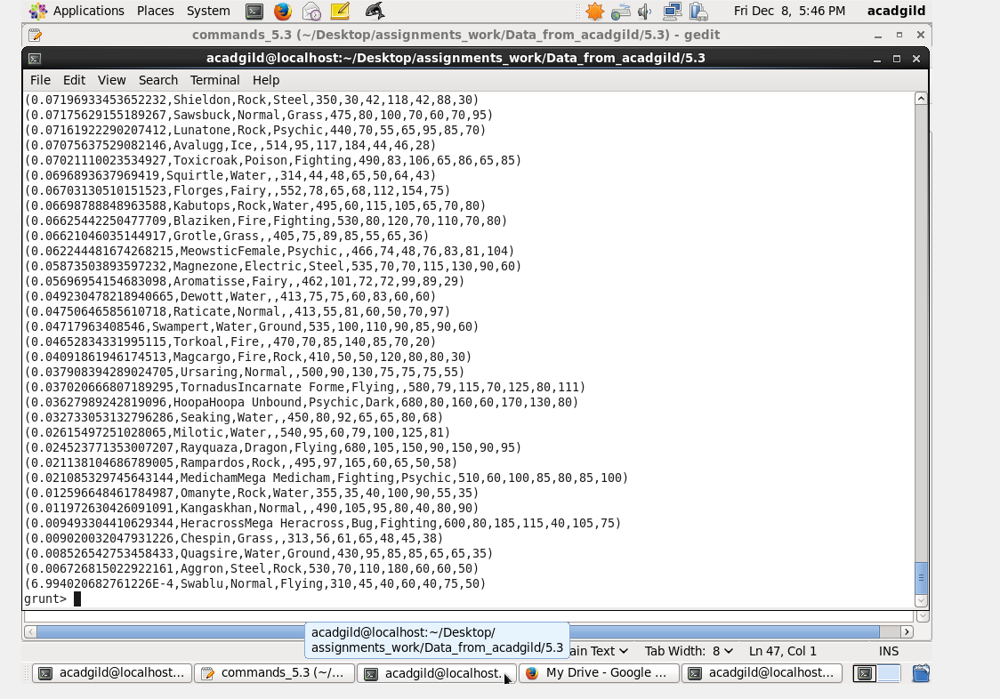 Applications Places System Fri Dec 8, 5:46 PM acadgild
commands_5.3 (~/Desktop/assignments_work/Data_from_acadgild/5.3) - gedit
acadgild@localhost:~/Desktop/assignments_work/Data_from_acadgild/5.3
File Edit View Search Terminal Help
(0.07196933453652232,Shieldon,Rock,Steel,350,30,42,118,42,88,30)
(0.07175629155189267,Sawsbuck,Normal,Grass,475,80,100,70,60,70,95)
(0.07161922290207412,Lunatone,Rock,Psychic,440,70,55,65,95,85,70)
(0.07075637529082146,Avalugg,Ice,,514,95,117,184,44,46,28)
(0.07021110023534927,Toxicroak,Poison,Fighting,490,83,106,65,86,65,85)
(0.0696893637969419,Squirtle,Water,,314,44,48,65,50,64,43)
(0.06703130510151523,Florges,Fairy,,552,78,65,68,112,154,75)
(0.06698788848963588,Kabutops,Rock,Water,495,60,115,105,65,70,80)
(0.06625442250477709,Blaziken,Fire,Fighting,530,80,120,70,110,70,80)
(0.06621046035144917,Grotle,Grass,,405,75,89,85,55,65,36)
(0.062244481674268215,MeowsticFemale,Psychic,,466,74,48,76,83,81,104)
(0.05873503893597232,Magnezone,Electric,Steel,535,70,70,115,130,90,60)
(0.05696954154683098,Aromatisse,Fairy,,462,101,72,72,99,89,29)
(0.049230478218940665,Dewott,Water,,413,75,75,60,83,60,60)
(0.04750646585610718,Raticate,Normal,,413,55,81,60,50,70,97)
(0.04717963408546,Swampert,Water,Ground,535,100,110,90,85,90,60)
(0.04652834331995115,Torkoal,Fire,,470,70,85,140,85,70,20)
(0.04091861946174513,Magcargo,Fire,Rock,410,50,50,120,80,80,30)
(0.037908394289024705,Ursaring,Normal,,500,90,130,75,75,75,55)
(0.037020666807189295,TornadusIncarnate Forme,Flying,,580,79,115,70,125,80,111)
(0.03627989242819096,HoopaHoopa Unbound,Psychic,Dark,680,80,160,60,170,130,80)
(0.032733053132796286,Seaking,Water,,450,80,92,65,65,80,68)
(0.02615497251028065,Milotic,Water,,540,95,60,79,100,125,81)
(0.024523771353007207,Rayquaza,Dragon,Flying,680,105,150,90,150,90,95)
(0.021138104686789005,Rampardos,Rock,,495,97,165,60,65,50,58)
(0.021085329745643144,MedichamMega Medicham,Fighting,Psychic,510,60,100,85,80,85,100)
(0.012596648461784987,Omanyte,Rock,Water,355,35,40,100,90,55,35)
(0.011972630426091091,Kangaskhan,Normal,,490,105,95,80,40,80,90)
(0.009493304410629344,HeracrossMega Heracross,Bug,Fighting,600,80,185,115,40,105,75)
(0.009020032047931226,Chespin,Grass,,313,56,61,65,48,45,38)
(0.008526542753458433,Quagsire,Water,Ground,430,95,85,85,65,65,35)
(0.006726815022922161,Aggron,Steel,Rock,530,70,110,180,60,60,50)
(6.994020682761226E-4,Swablu,Normal,Flying,310,45,40,60,40,75,50)
grunt>
acadgild@localhost:~/Desktop/
assignments_work/Data_from_acadgild/5.3
ain Text Tab Width: 8 Ln 47, Col 1 INS
acadgild@localhost... commands_5.3 (~/... acadgild@localhost. My Drive - Google ... acadgild@localhost...